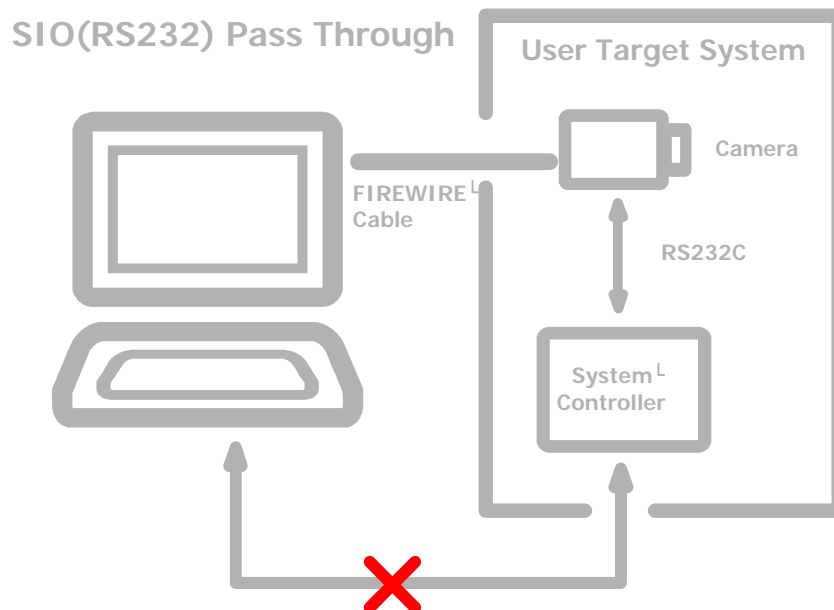 SIO(RS232) Pass Through
User Target System
Camera
FIREWIRE└
Cable
RS232C
System└
Controller